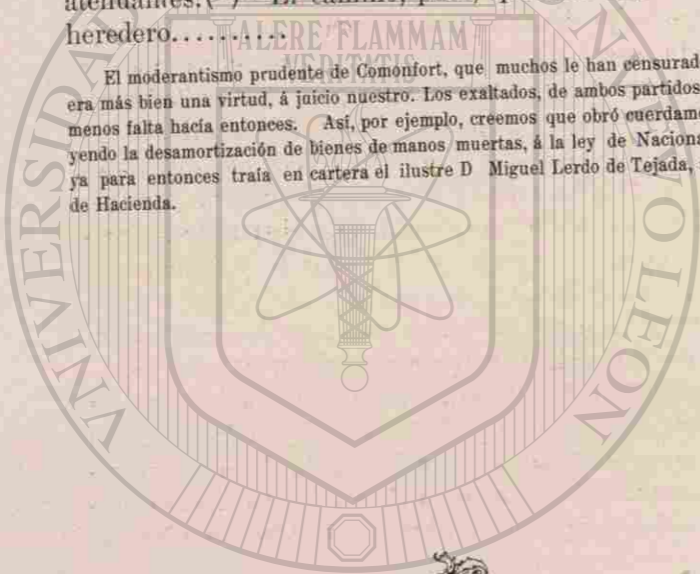 heredero..........
El moderantismo prudente de Comonfort, que muchos le han censurad
era más bien una virtud, á juicio nuestro. Los exaltados, de ambos partidos
menos falta hacía entonces. Así, por ejemplo, creemos que obró cuerdam
yendo la desamortización de bienes de manos muertas, á la ley de Naciona
ya para entonces traía en cartera el ilustre D Miguel Lerdo de Tejada,
de Hacienda.
ALERE FLAMMAM
VERITATIS